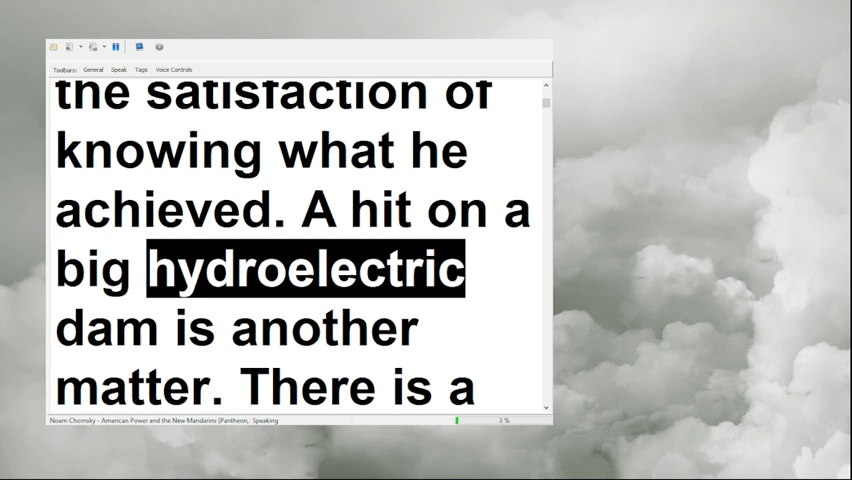 Toolbars: General Speak Tags Voice Controls
the satisfaction of
knowing what he
achieved. A hit on a
big hydroelectric
dam is another
matter. There is a
Noam Chomsky - American Power and the New Mandarins (Pantheon, Speaking 3 %